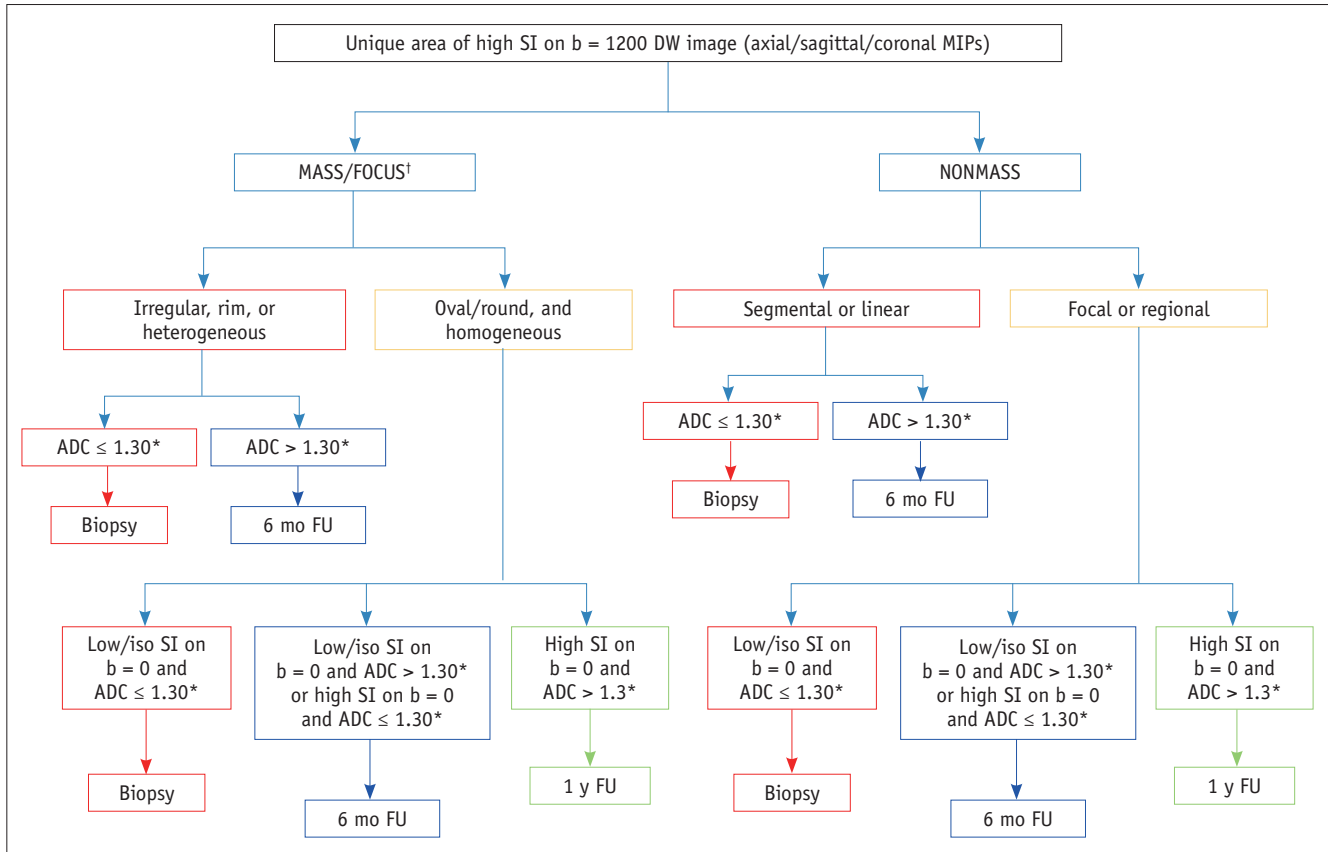 Unique area of high SI on b = 1200 DW image (axial/sagittal/coronal MIPs)
MASS/FOCUS†
NONMASS
Irregular, rim, or
heterogeneous
Oval/round, and
homogeneous
Segmental or linear
Focal or regional
ADC ≤ 1.30*
ADC > 1.30*
ADC ≤ 1.30*
ADC > 1.30*
Biopsy
6 mo FU
Biopsy
6 mo FU
Low/iso SI on
b = 0 and
ADC ≤ 1.30*
Low/iso SI on
b = 0 and ADC > 1.30*
or high SI on b = 0
and ADC ≤ 1.30*
High SI on
b = 0 and
ADC > 1.3*
Low/iso SI on
b = 0 and
ADC ≤ 1.30*
Low/iso SI on
b = 0 and ADC > 1.30*
or high SI on b = 0
and ADC ≤ 1.30*
High SI on
b = 0 and
ADC > 1.3*
Biopsy
6 mo FU
1 y FU
Biopsy
6 mo FU
1 y FU